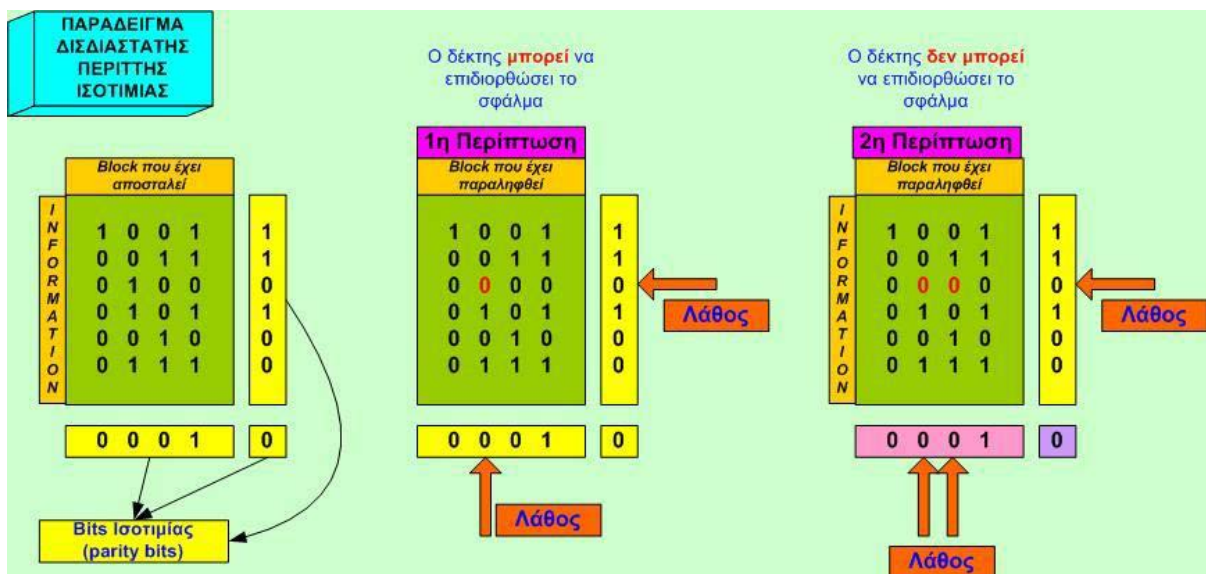 ΠΑΡΑΔΕΙΓΜΑ
ΔΙΣΔΙΑΣΤΑΤΗΣ
ΠΕΡΙΤΤΗΣ
ΙΣΟΤΙΜΙΑΣ
Block που έχει
αποσταλεί
INFORMATION
1 0 0 1 1
0 0 1 1 1
0 1 0 0 0
0 1 0 1 1
0 0 1 0 0
0 1 1 1 0
0 0 0 1 0
Bits Ισοτιμίας
(parity bits)
Ο δέκτης μπορεί να
επιδιορθώσει το
σφάλμα
1η Περίπτωση
Block που έχει
παραληφθεί
1 0 0 1 1
0 0 1 1 1
0 0 0 0 0
0 1 0 1 1
0 0 1 0 0
0 1 1 1 0
0 0 0 1 0
Λάθος
Λάθος
Ο δέκτης δεν μπορεί
να επιδιορθώσει το
σφάλμα
2η Περίπτωση
Block που έχει
παραληφθεί
INFORMATION
1 0 0 1 1
0 0 1 1 1
0 0 0 0 0
0 1 0 1 1
0 0 1 0 0
0 1 1 1 0
0 0 0 1 0
Λάθος
Λάθος